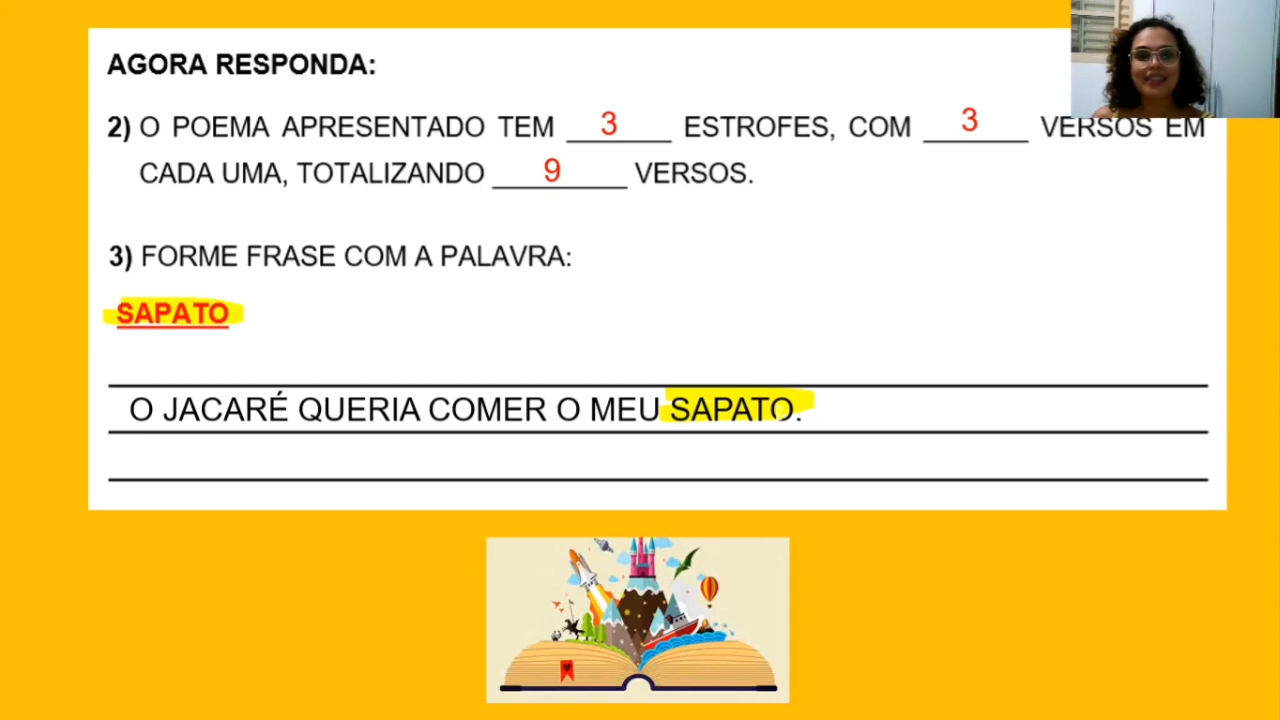 AGORA RESPONDA:
2) O POEMA APRESENTADO TEM 3 ESTROFES, COM 3 VERSOS EM
CADA UMA, TOTALIZANDO 9 VERSOS.
3) FORME FRASE COM A PALAVRA:
SAPATO
O JACARÉ QUERIA COMER O MEU SAPATO.